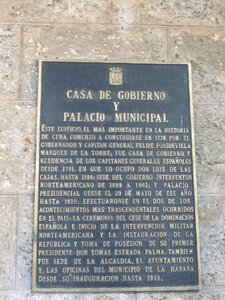 CASA DE GOBIERNO
Y
PALACIO MUNICIPAL
ESTE EDIFICIO, EL MAS IMPORTANTE EN LA HISTORIA
DE CUBA, COMENZO A CONSTRUIRSE EN 1776 POR EL
GOBERNADOR Y CAPITAN GENERAL FELIPE FONSDEVIELA
MARQUES DE LA TORRE; FUE CASA DE GOBIERNO Y
RESIDENCIA DE LOS CAPITANES GENERALES ESPAÑOLES
DESDE 1791, EN QUE LO OCUPO DON LUIS DE LAS
CASAS, HASTA 1898; SEDE DEL GOBIERNO INTERVENTOR
NORTEAMERICANO DE 1899 A 1902; Y PALACIO
PRESIDENCIAL DESDE EL 20 DE MAYO DE ESE AÑO
HASTA 1920. EFECTUARONSE EN EL DOS DE LOS
ACONTECIMIENTOS MAS TRASCENDENTALES OCURRIDOS
EN EL PAIS: LA CEREMONIA DEL CESE DE LA DOMINACION
ESPAÑOLA E INICIO DE LA INTERVENCION MILITAR
NORTEAMERICANA Y LA INSTAURACION DE LA
REPUBLICA Y TOMA DE POSESION DE SU PRIMER
PRESIDENTE: DON TOMAS ESTRADA PALMA. TAMBIEN
FUE SEDE DE LA ALCALDIA, EL AYUNTAMIENTO
Y LAS OFICINAS DEL MUNICIPIO DE LA HABANA
DESDE SU INAUGURACION HASTA 1959.